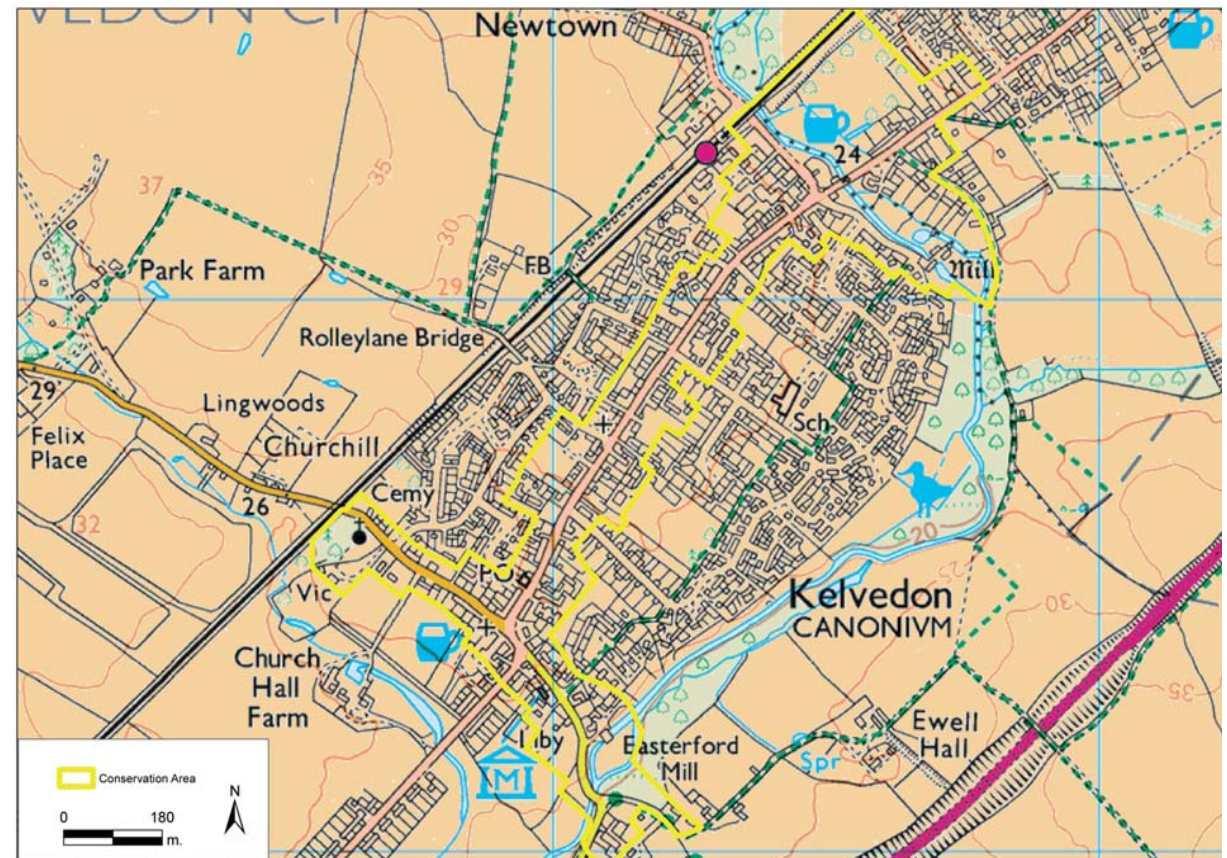 VEDON CP
Newtown
24
37
35
30
29
FB
Park Farm
Mill
Rolleylane Bridge
29
Lingwoods
Felix
Place
Churchill
Sch
Cemy
26
32
20
25
PO
Vic
Kelvedon
CANONIVM
30
Church
Hall
Farm
35
Ewell
Hall
Liby
Easterford
Mill
Spr
M
Conservation Area
N
0 180
m.